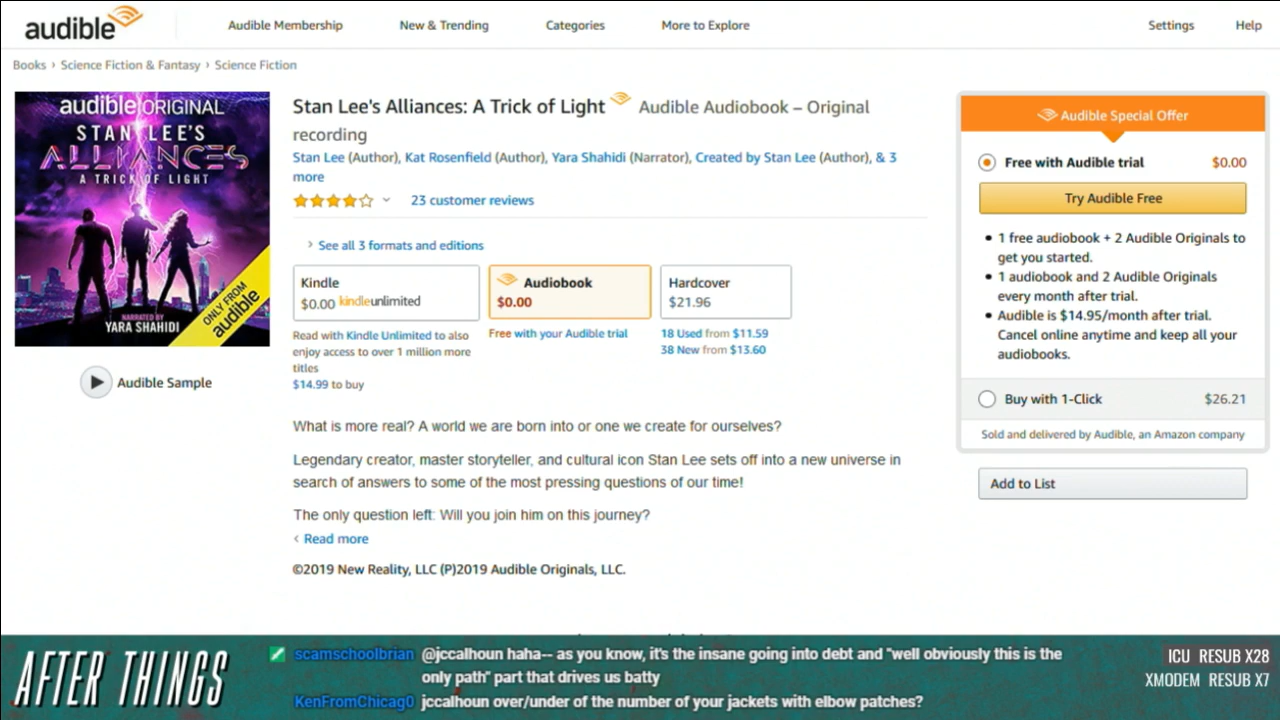 audible
Audible Membership
New & Trending
Categories
More to Explore
Settings
Help
Books › Science Fiction & Fantasy › Science Fiction
audible ORIGINAL
STAN LEE'S
ALLIANCES
A TRICK OF LIGHT
NARRATED BY
YARA SHAHIDI
ONLY FROM
audible
Audible Sample
Stan Lee's Alliances: A Trick of Light Audible Audiobook – Original
recording
Stan Lee (Author), Kat Rosenfield (Author), Yara Shahidi (Narrator), Created by Stan Lee (Author), & 3
more
23 customer reviews
› See all 3 formats and editions
Kindle
$0.00 kindleunlimited
Read with Kindle Unlimited to also
enjoy access to over 1 million more
titles
$14.99 to buy
Audiobook
$0.00
Free with your Audible trial
Hardcover
$21.96
18 Used from $11.59
38 New from $13.60
What is more real? A world we are born into or one we create for ourselves?
Legendary creator, master storyteller, and cultural icon Stan Lee sets off into a new universe in
search of answers to some of the most pressing questions of our time!
The only question left: Will you join him on this journey?
‹ Read more
©2019 New Reality, LLC (P)2019 Audible Originals, LLC.
Audible Special Offer
Free with Audible trial $0.00
Try Audible Free
• 1 free audiobook + 2 Audible Originals to
get you started.
• 1 audiobook and 2 Audible Originals
every month after trial.
• Audible is $14.95/month after trial.
Cancel online anytime and keep all your
audiobooks.
Buy with 1-Click $26.21
Sold and delivered by Audible, an Amazon company
Add to List
AFTER THINGS
scamschoolbrian @jccalhoun haha-- as you know, it's the insane going into debt and "well obviously this is the
only path" part that drives us batty
KenFromChicag0 jccalhoun over/under of the number of your jackets with elbow patches?
ICU RESUB X28
XMODEM RESUB X7